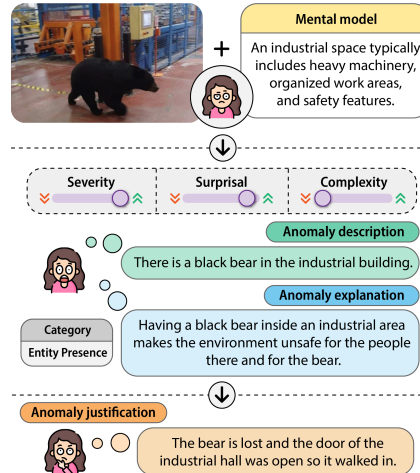 Mental model
An industrial space typically
includes heavy machinery,
organized work areas,
and safety features.
Severity
Surprisal
Complexity
Anomaly description
There is a black bear in the industrial building.
Anomaly explanation
Category
Entity Presence
Having a black bear inside an industrial area
makes the environment unsafe for the people
there and for the bear.
Anomaly justification
The bear is lost and the door of the
industrial hall was open so it walked in.